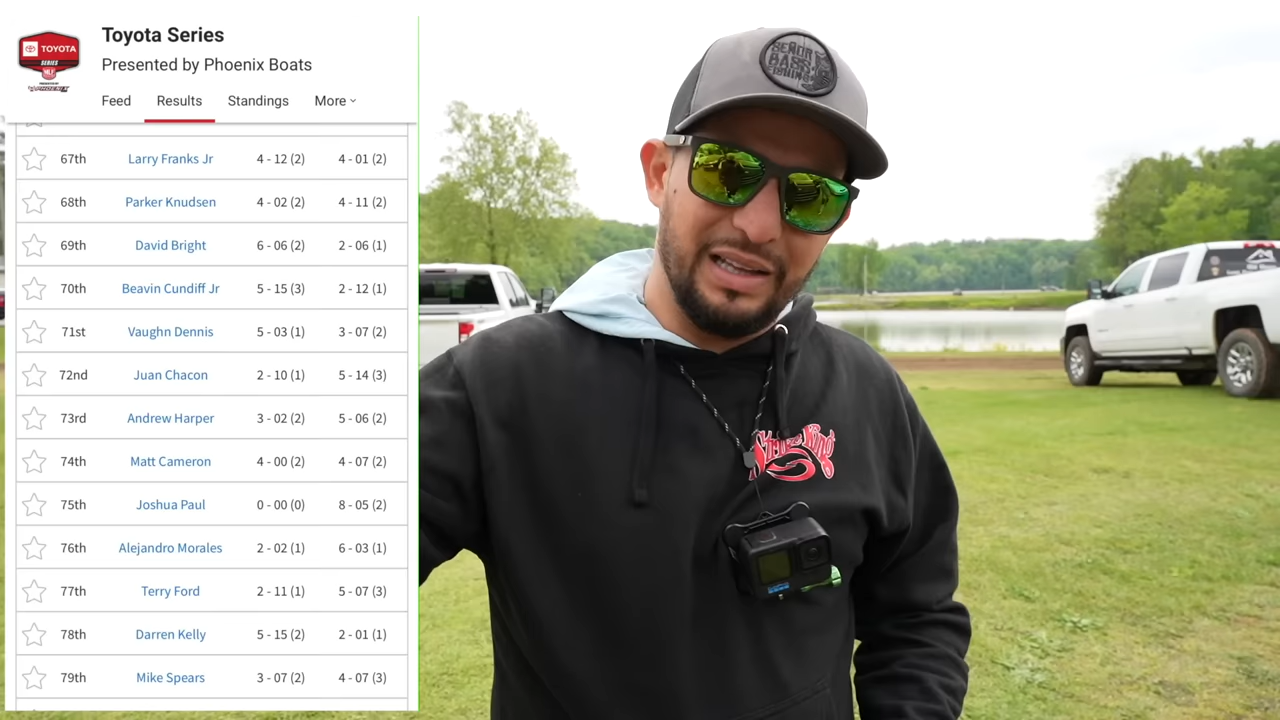 TOYOTA
SERIES
Toyota Series
Presented by Phoenix Boats
Feed Results Standings More
67th Larry Franks Jr 4 - 12 (2) 4 - 01 (2)
68th Parker Knudsen 4 - 02 (2) 4 - 11 (2)
69th David Bright 6 - 06 (2) 2 - 06 (1)
70th Beavin Cundiff Jr 5 - 15 (3) 2 - 12 (1)
71st Vaughn Dennis 5 - 03 (1) 3 - 07 (2)
72nd Juan Chacon 2 - 10 (1) 5 - 14 (3)
73rd Andrew Harper 3 - 02 (2) 5 - 06 (2)
74th Matt Cameron 4 - 00 (2) 4 - 07 (2)
75th Joshua Paul 0 - 00 (0) 8 - 05 (2)
76th Alejandro Morales 2 - 02 (1) 6 - 03 (1)
77th Terry Ford 2 - 11 (1) 5 - 07 (3)
78th Darren Kelly 5 - 15 (2) 2 - 01 (1)
79th Mike Spears 3 - 07 (2) 4 - 07 (3)
SEÑOR
BASS
FISHING
Strike King